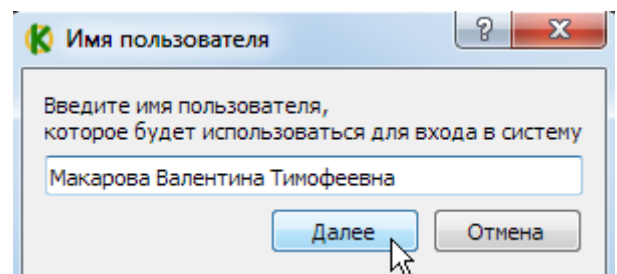 Имя пользователя
Введите имя пользователя,
которое будет использоваться для входа в систему
Макарова Валентина Тимофеевна
Далее Отмена